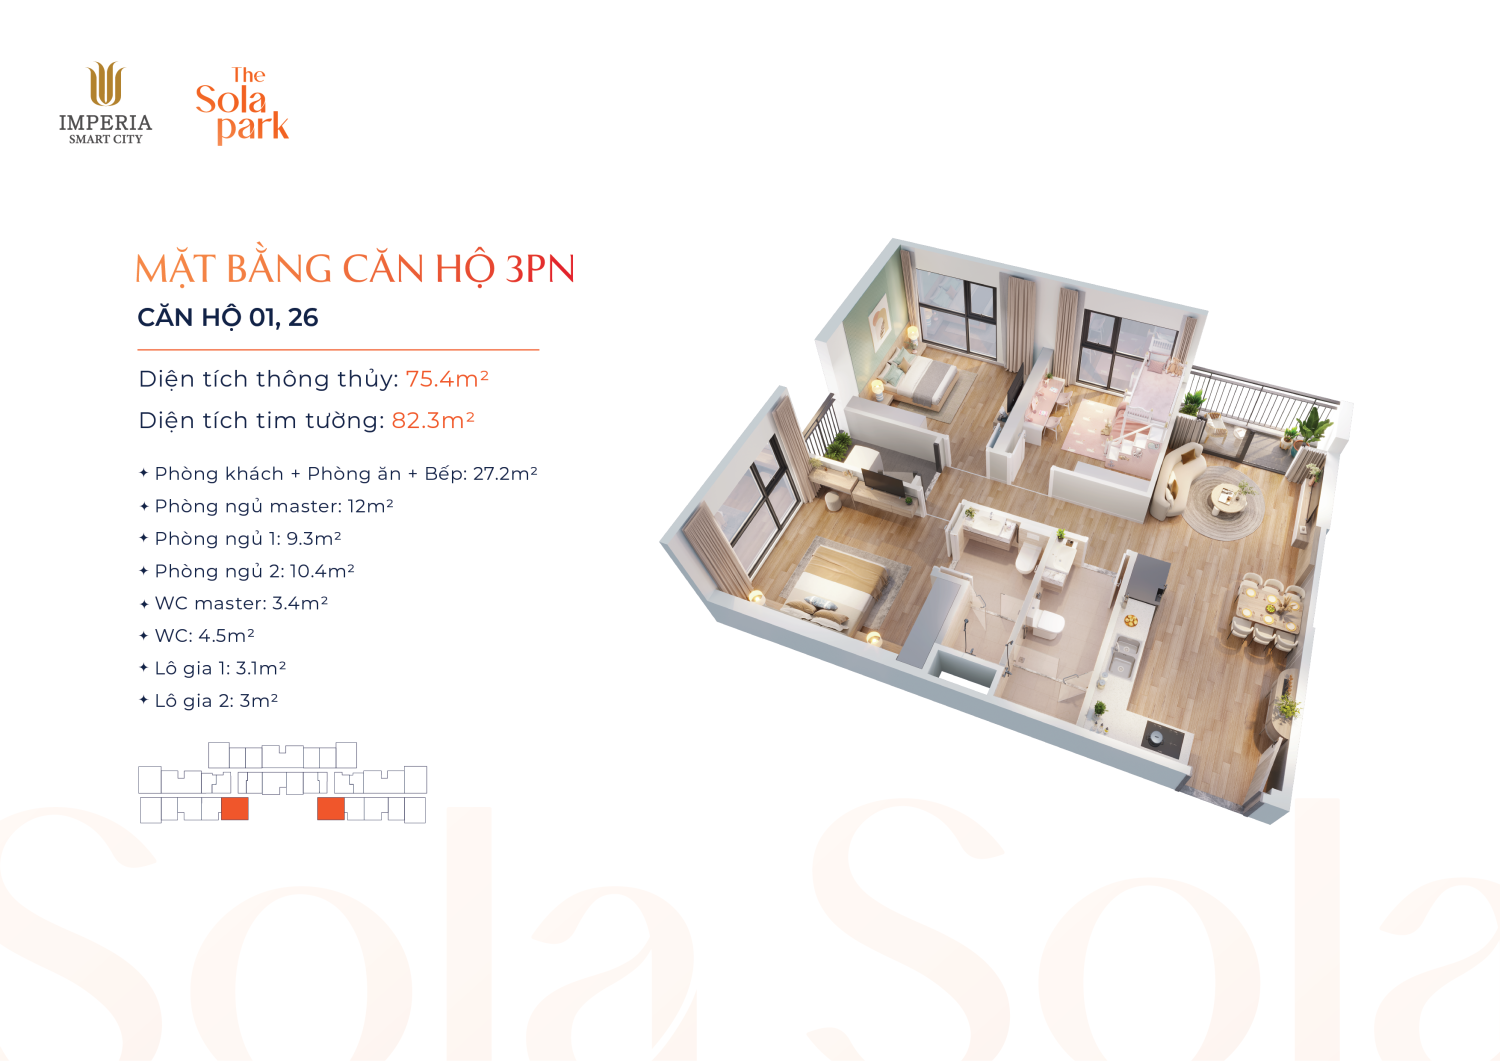 IMPERIA
SMART CITY
The
Sola
park
MẶT BẰNG CĂN HỘ 3PN
CĂN HỘ 01, 26
Diện tích thông thủy: 75.4m²
Diện tích tim tường: 82.3m²
Phòng khách + Phòng ăn + Bếp: 27.2m²
Phòng ngủ master: 12m²
Phòng ngủ 1: 9.3m²
Phòng ngủ 2: 10.4m²
WC master: 3.4m²
WC: 4.5m²
Lô gia 1: 3.1m²
Lô gia 2: 3m²
Sola Sola